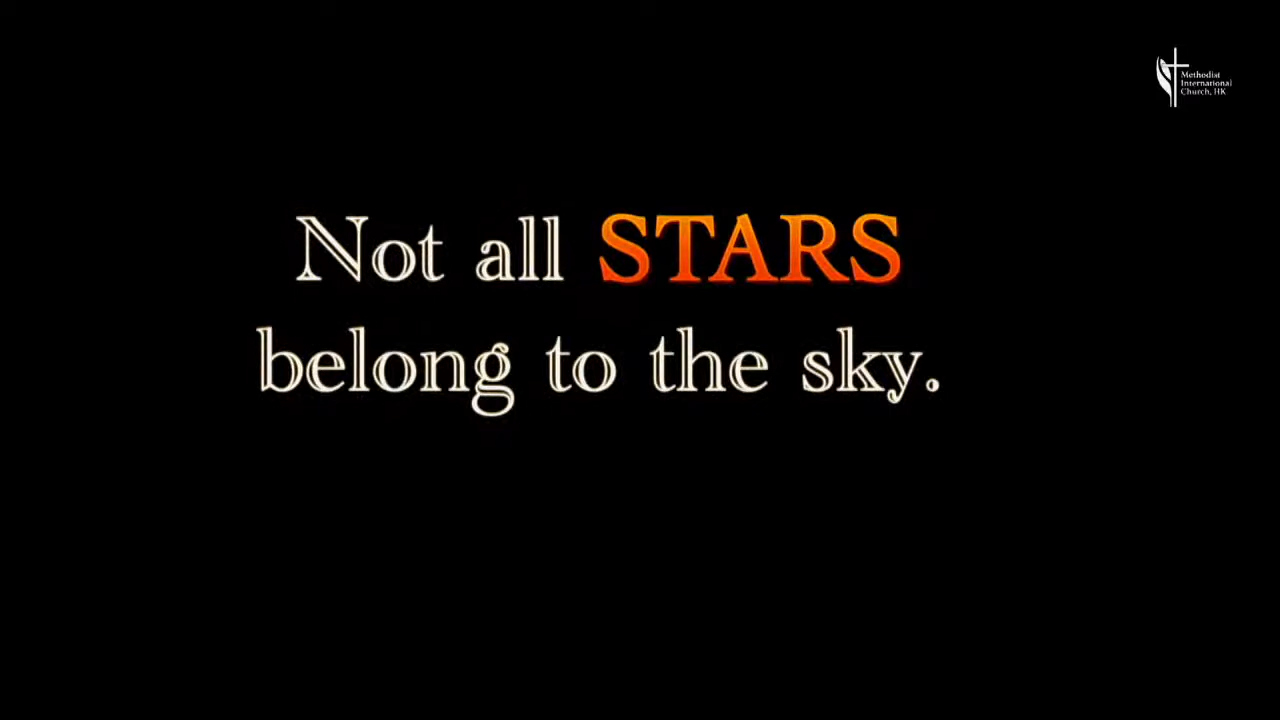 Methodist
International
Church, HK
Not all STARS
belong to the sky.